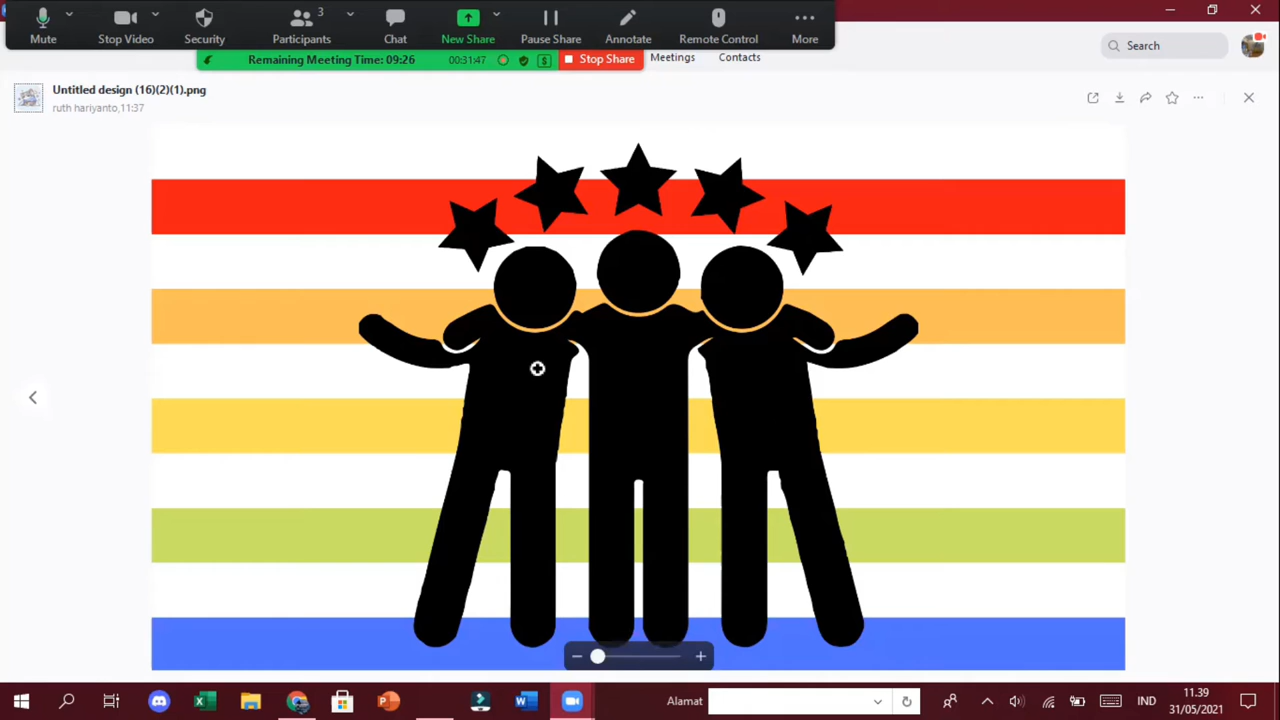 3
Mute Stop Video Security Participants Chat New Share Pause Share Annotate Remote Control More
Remaining Meeting Time: 09:26 00:31:47 Stop Share Meetings Contacts
Search
Untitled design (16)(2)(1).png
ruth hariyanto,11:37
Alamat IND
11.39
31/05/2021